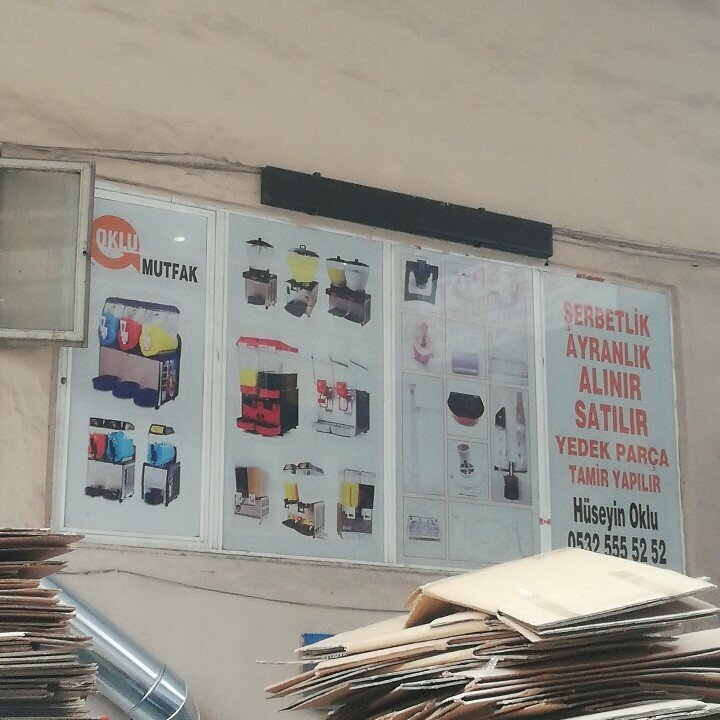 OKLU
MUTFAK
ŞERBETLİK
AYRANLIK
ALINIR
SATILIR
YEDEK PARÇA
TAMİR YAPILIR
Hüseyin Oklu
0532 555 52 52